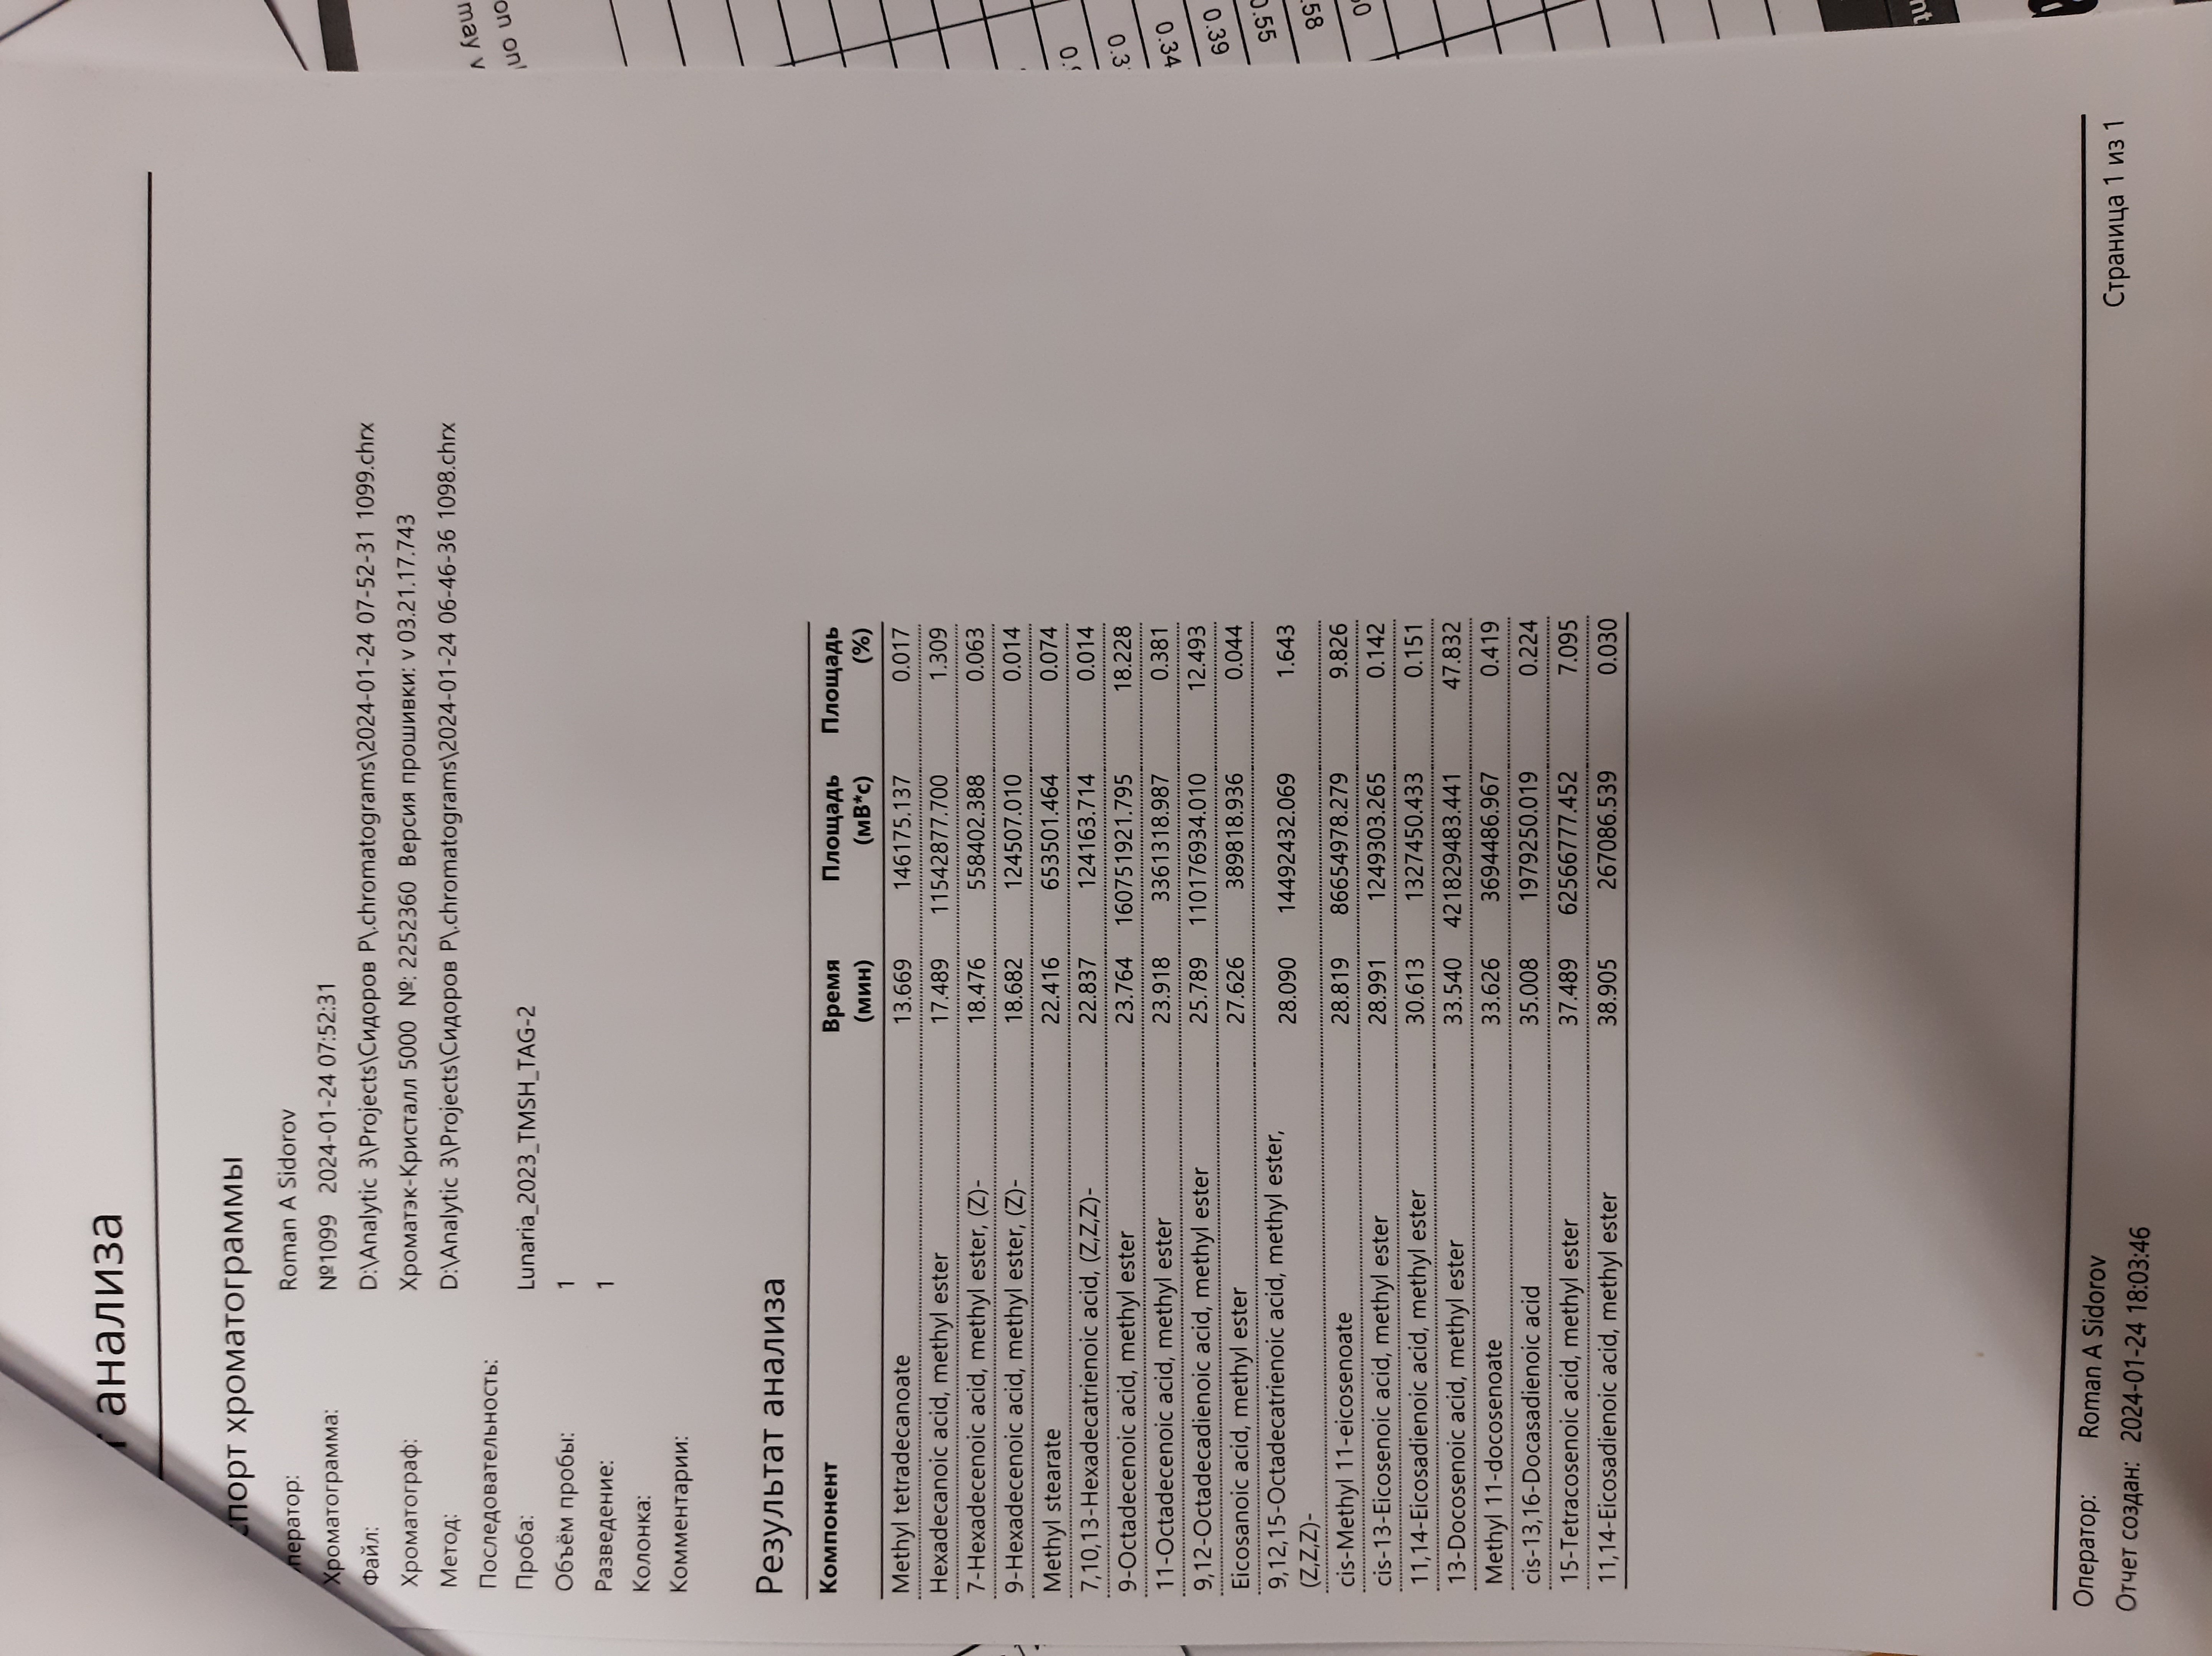 анализа
хроматограммы
Оператор: Roman A Sidorov
Хроматограмма: №1099 2024-01-24 07:52:31
Файл: D:\Analytic 3\Projects\Сидоров Р\.chromatograms\2024-01-24 07-52-31 1099.chrx
Хроматограф: Хроматэк-Кристалл 5000 №: 2252360 Версия прошивки: v 03.21.17.743
Метод: D:\Analytic 3\Projects\Сидоров Р\.chromatograms\2024-01-24 06-46-36 1098.chrx
Последовательность:
Проба: Lunaria_2023_TMSH_TAG-2
Объём пробы: 1
Разведение: 1
Колонка:
Комментарии:
Результат анализа
Компонент Время Площадь Площадь
(мин) (мВ*с) (%)
Methyl tetradecanoate 13.669 146175.137 0.017
Hexadecanoic acid, methyl ester 17.489 11542877.700 1.309
7-Hexadecenoic acid, methyl ester, (Z)- 18.476 558402.388 0.063
9-Hexadecenoic acid, methyl ester, (Z)- 18.682 124507.010 0.014
Methyl stearate 22.416 653501.464 0.074
7,10,13-Hexadecatrienoic acid, (Z,Z,Z)- 22.837 124163.714 0.014
9-Octadecenoic acid, methyl ester 23.764 160751921.795 18.228
11-Octadecenoic acid, methyl ester 23.918 3361318.987 0.381
9,12-Octadecadienoic acid, methyl ester 25.789 110176934.010 12.493
Eicosanoic acid, methyl ester 27.626 389818.936 0.044
9,12,15-Octadecatrienoic acid, methyl ester, 28.090 14492432.069 1.643
(Z,Z,Z)-
cis-Methyl 11-eicosenoate 28.819 86654978.279 9.826
cis-13-Eicosenoic acid, methyl ester 28.991 1249303.265 0.142
11,14-Eicosadienoic acid, methyl ester 30.613 1327450.433 0.151
13-Docosenoic acid, methyl ester 33.540 421829483.441 47.832
Methyl 11-docosenoate 33.626 3694486.967 0.419
cis-13,16-Docasadienoic acid 35.008 1979250.019 0.224
15-Tetracosenoic acid, methyl ester 37.489 62566777.452 7.095
11,14-Eicosadienoic acid, methyl ester 38.905 267086.539 0.030
Оператор: Roman A Sidorov
Отчет создан: 2024-01-24 18:03:46
Страница 1 из 1
may
on
0.34
0.39
0.55